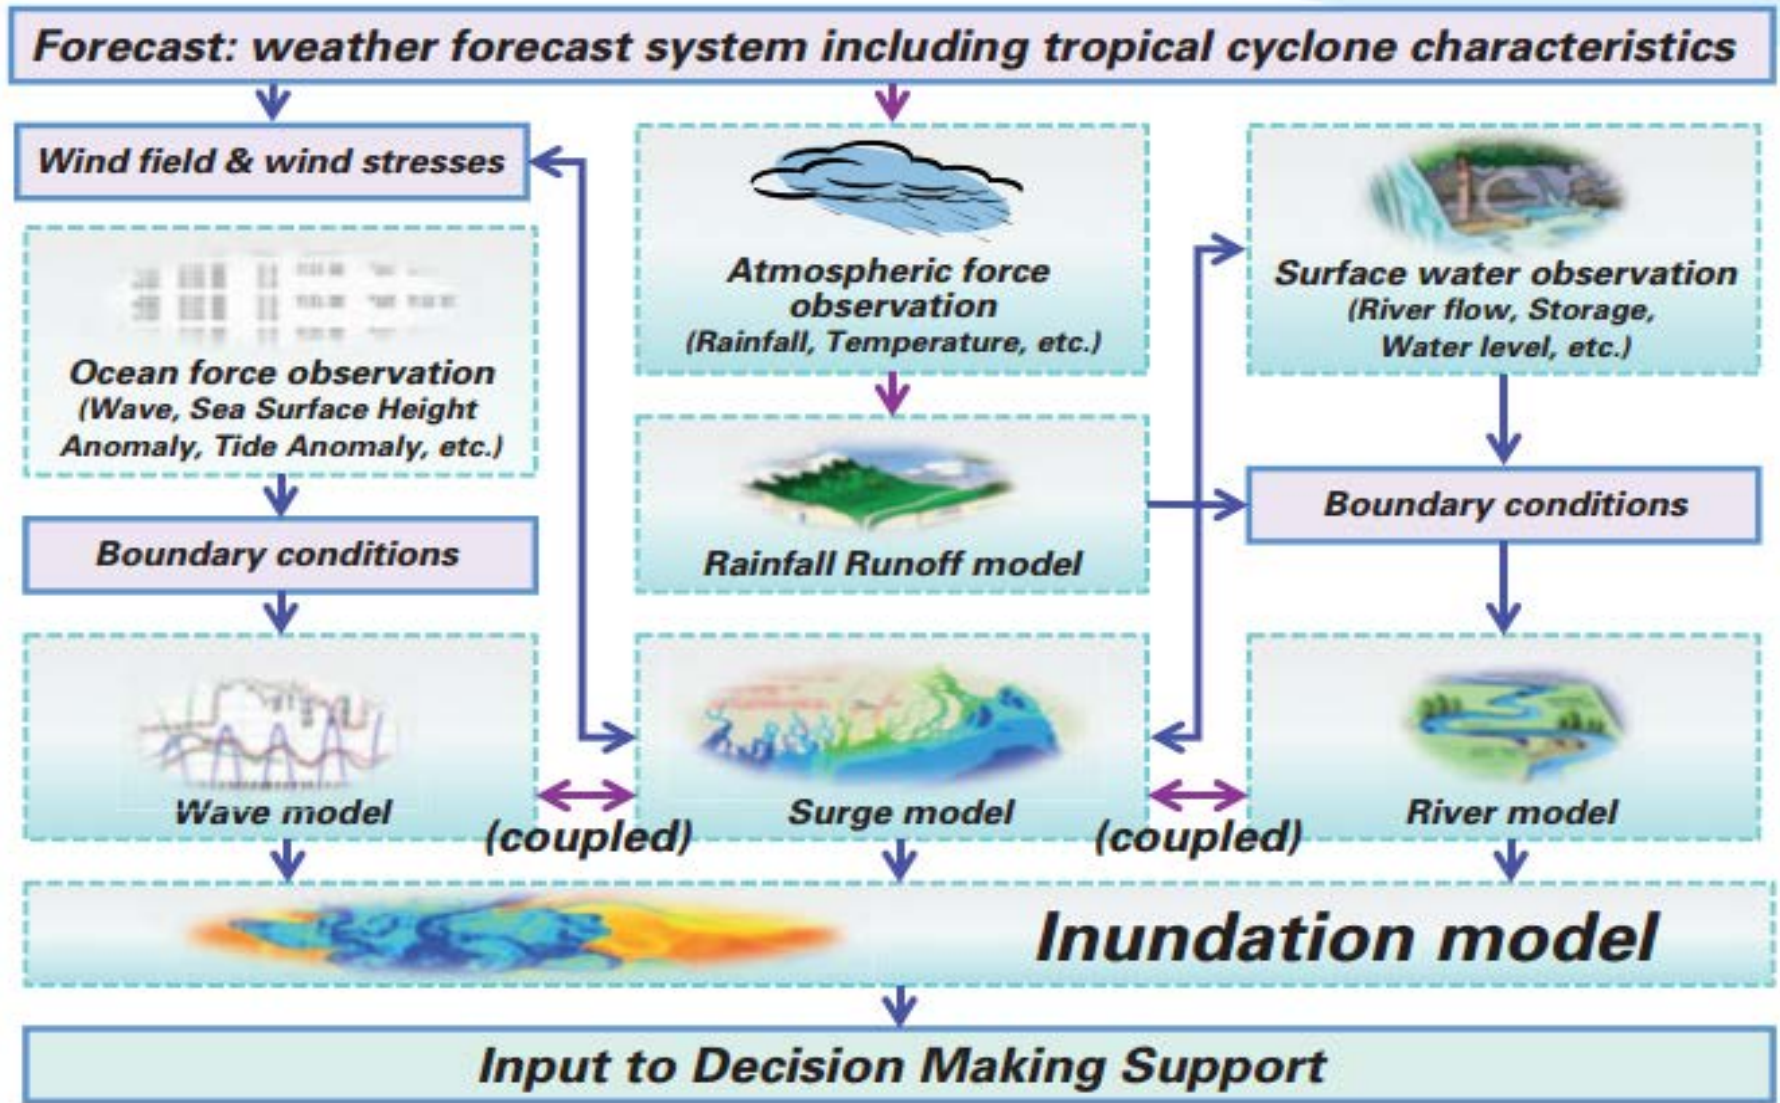 Forecast: weather forecast system including tropical cyclone characteristics
Wind field & wind stresses
Ocean force observation
(Wave, Sea Surface Height
Anomaly, Tide Anomaly, etc.)
Boundary conditions
Wave model
Atmospheric force
observation
(Rainfall, Temperature, etc.)
Rainfall Runoff model
Surge model
Surface water observation
(River flow, Storage,
Water level, etc.)
Boundary conditions
River model
(coupled)
(coupled)
Inundation model
Input to Decision Making Support